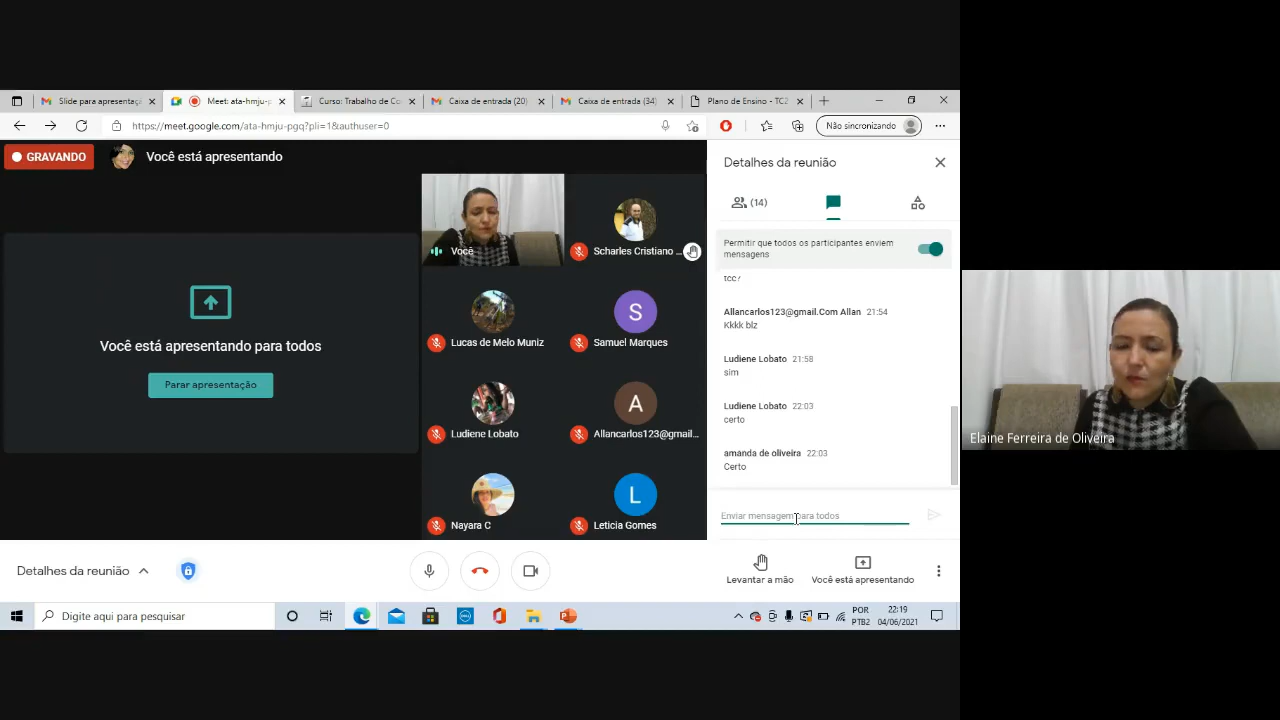 Slide para apresentaçã
Meet: ata-hmju-p
Curso: Trabalho de Co
Caixa de entrada (20)
Caixa de entrada (34)
Plano de Ensino - TC2
https://meet.google.com/ata-hmju-pgq?pli=1&authuser=0
Não sincronizando
GRAVANDO
Você está apresentando
Detalhes da reunião
(14)
Permitir que todos os participantes enviem
mensagens
tcc?
Você
Scharles Cristiano ...
Allancarlos123@gmail.Com Allan 21:54
Kkkk blz
Você está apresentando para todos
Parar apresentação
Lucas de Melo Muniz
Samuel Marques
Ludiene Lobato 21:58
sim
Ludiene Lobato 22:03
certo
Ludiene Lobato
A
Allancarlos123@gmail...
S
amanda de oliveira 22:03
Certo
Nayara C
L
Leticia Gomes
Enviar mensagem para todos
Elaine Ferreira de Oliveira
Detalhes da reunião
Levantar a mão
Você está apresentando
Digite aqui para pesquisar
DELL
POR
PTB2
22:19
04/06/2021